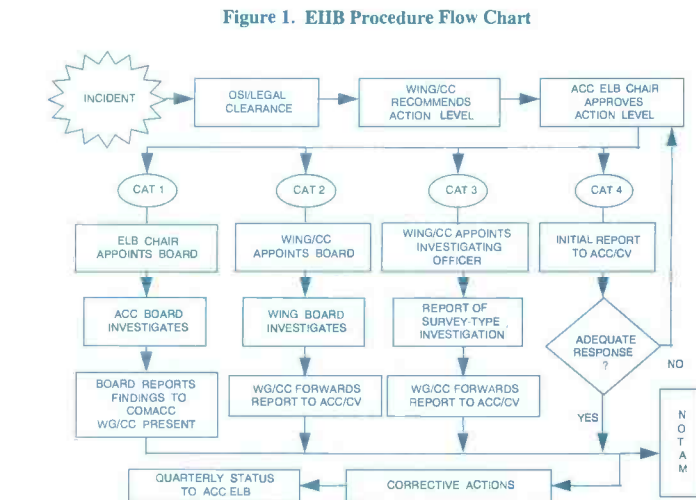 Figure 1. EIIB Procedure Flow Chart
INCIDENT
OSI/LEGAL
CLEARANCE
WING/CC
RECOMMENDS
ACTION LEVEL
ACC ELB CHAIR
APPROVES
ACTION LEVEL
CAT 1
CAT 2
CAT 3
CAT 4
ELB CHAIR
APPOINTS BOARD
WING/CC
APPOINTS BOARD
WING/CC APPOINTS
INVESTIGATING
OFFICER
INITIAL REPORT
TO ACC/CV
ACC BOARD
INVESTIGATES
WING BOARD
INVESTIGATES
REPORT OF
SURVEY-TYPE
INVESTIGATION
ADEQUATE
RESPONSE
?
NO
YES
BOARD REPORTS
FINDINGS TO
COMACC
WG/CC PRESENT
WG/CC FORWARDS
REPORT TO ACC/CV
WG/CC FORWARDS
REPORT TO ACC/CV
N
O
T
A
M
QUARTERLY STATUS
TO ACC ELB
CORRECTIVE ACTIONS